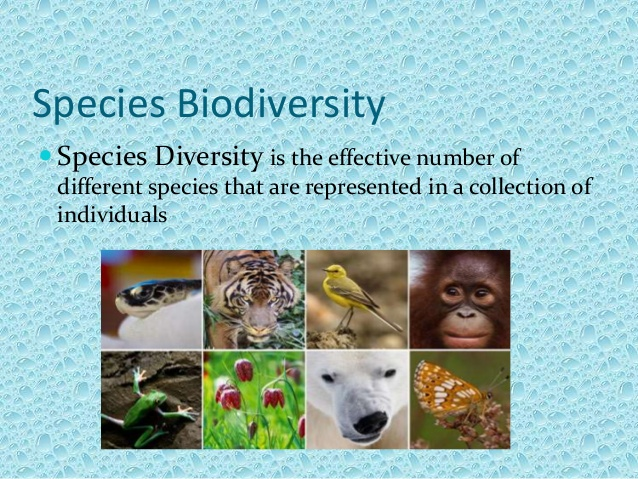 Species Biodiversity
Species Diversity is the effective number of
different species that are represented in a collection of
individuals